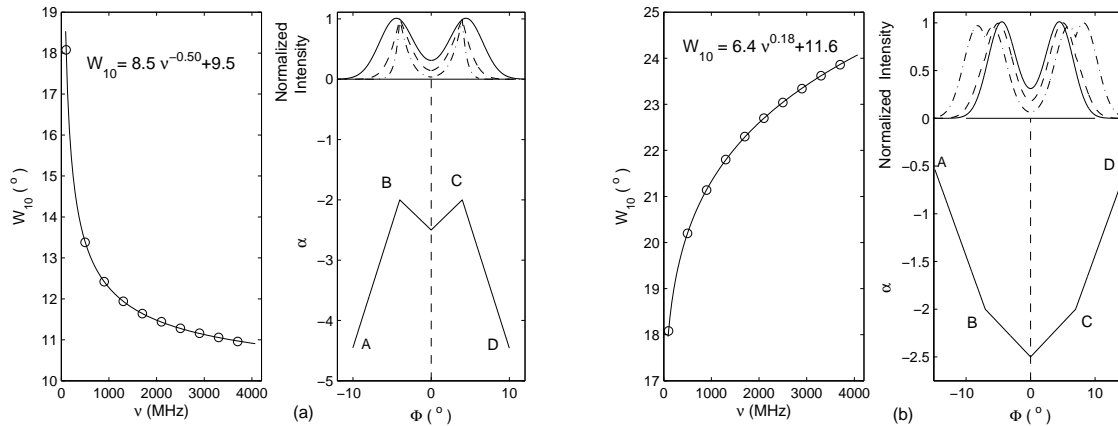 W10 = 8.5 ν^−0.50+9.5
W10 (°)
19
18
17
16
15
14
13
12
11
10
0 1000 2000 3000 4000
ν (MHz)
Normalized
Intensity
1
0
−1
−2
−3
−4
−5
α
A
B
C
D
−10 0 10
Φ (°)
(a)
W10 = 6.4 ν^0.18+11.6
W10 (°)
25
24
23
22
21
20
19
18
17
0 1000 2000 3000 4000
ν (MHz)
Normalized Intensity
1
0.5
0
−0.5
−1
−1.5
−2
−2.5
α
A
B
C
D
−10 0 10
Φ (°)
(b)